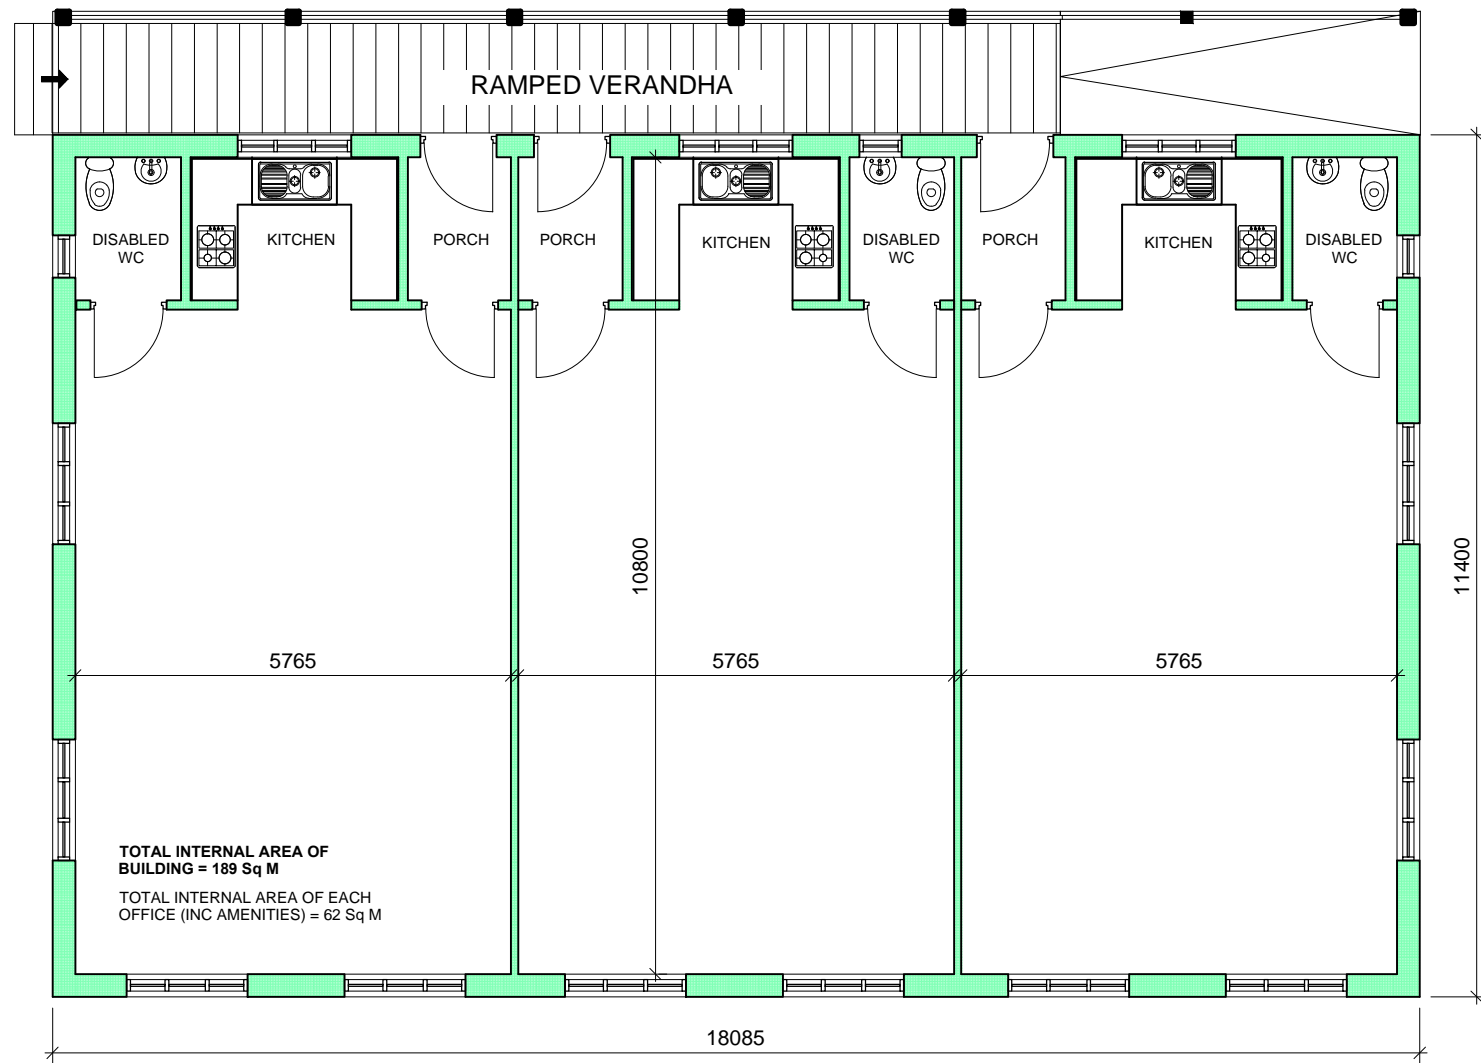 RAMPED VERANDHA
DISABLED
WC
KITCHEN
PORCH
PORCH
KITCHEN
DISABLED
WC
PORCH
KITCHEN
DISABLED
WC
10800
11400
5765
5765
5765
TOTAL INTERNAL AREA OF
BUILDING = 189 Sq M
TOTAL INTERNAL AREA OF EACH
OFFICE (INC AMENITIES) = 62 Sq M
18085